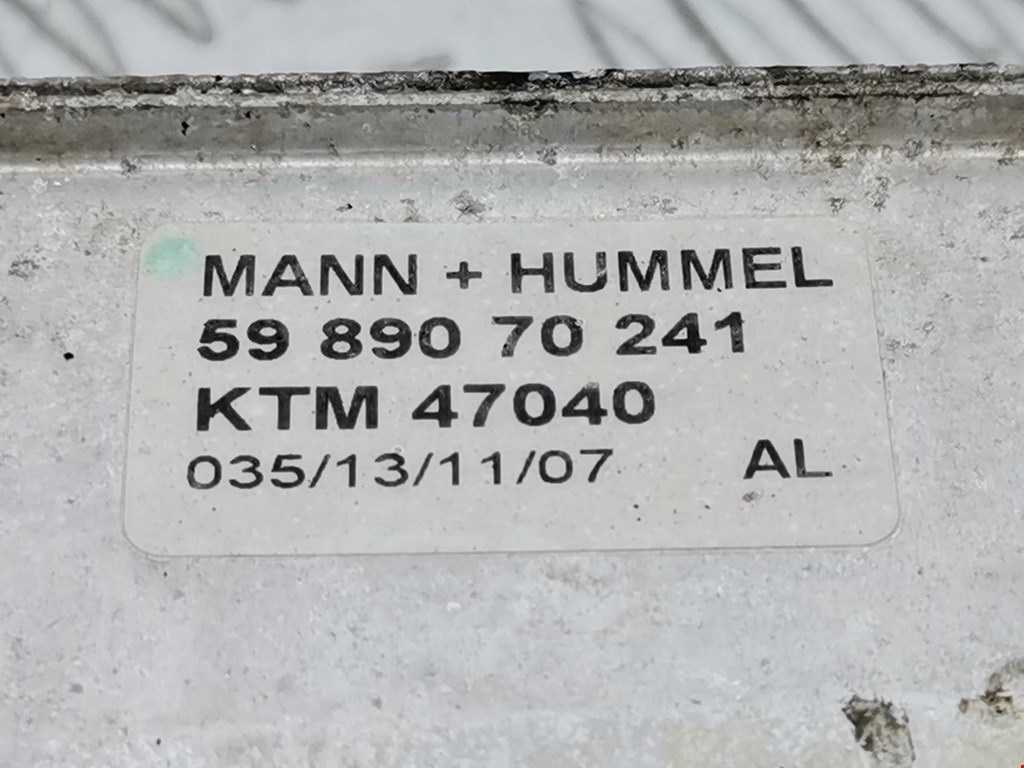 MANN + HUMMEL
59 890 70 241
KTM 47040
035/13/11/07 AL